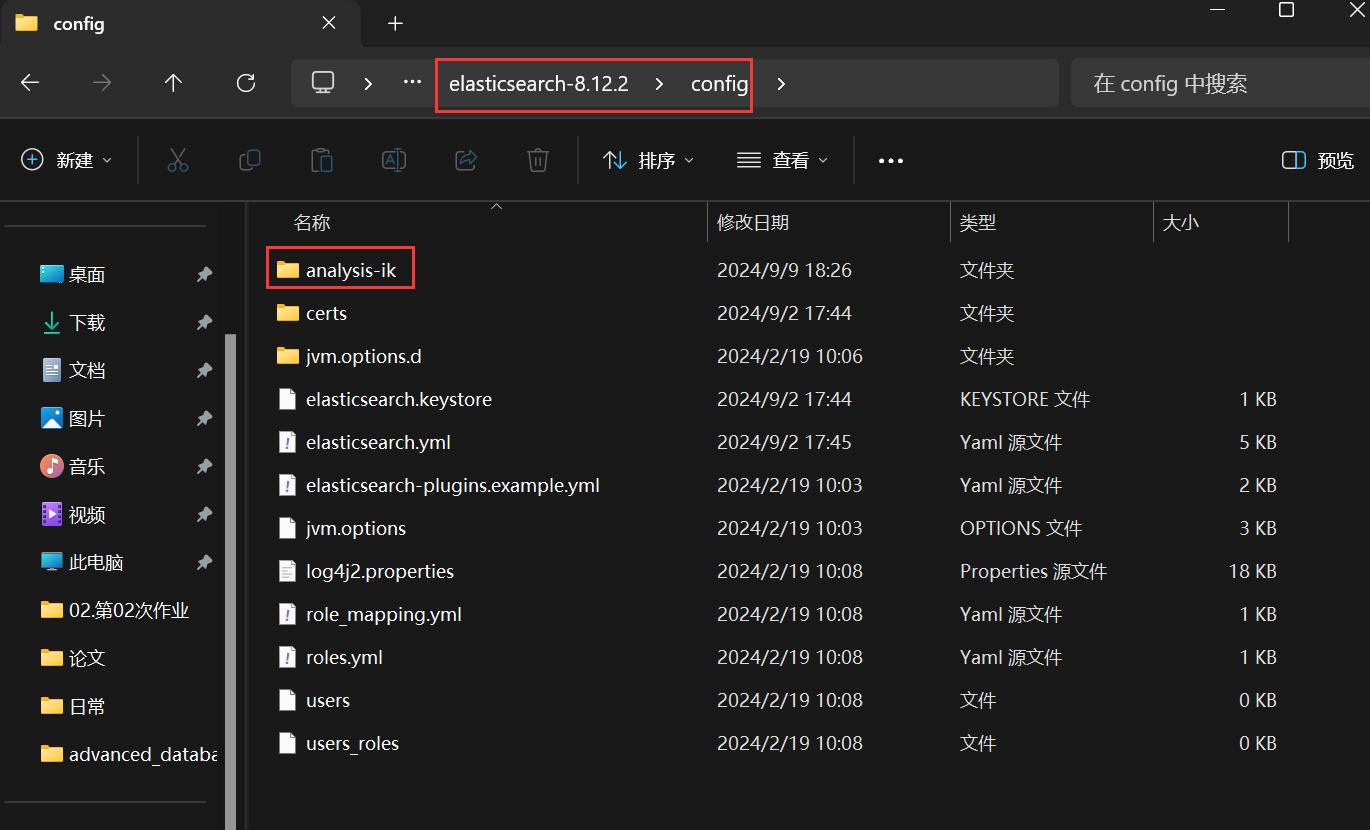 config
elasticsearch-8.12.2 config
在 config 中搜索
新建
排序
查看
预览
名称 修改日期 类型 大小
桌面
下载
文档
图片
音乐
视频
此电脑
02.第02次作业
论文
日常
advanced_databa
analysis-ik 2024/9/9 18:26 文件夹
certs 2024/9/2 17:44 文件夹
jvm.options.d 2024/2/19 10:06 文件夹
elasticsearch.keystore 2024/9/2 17:44 KEYSTORE 文件 1 KB
elasticsearch.yml 2024/9/2 17:45 Yaml 源文件 5 KB
elasticsearch-plugins.example.yml 2024/2/19 10:03 Yaml 源文件 2 KB
jvm.options 2024/2/19 10:03 OPTIONS 文件 3 KB
log4j2.properties 2024/2/19 10:08 Properties 源文件 18 KB
role_mapping.yml 2024/2/19 10:08 Yaml 源文件 1 KB
roles.yml 2024/2/19 10:08 Yaml 源文件 1 KB
users 2024/2/19 10:08 文件 0 KB
users_roles 2024/2/19 10:08 文件 0 KB